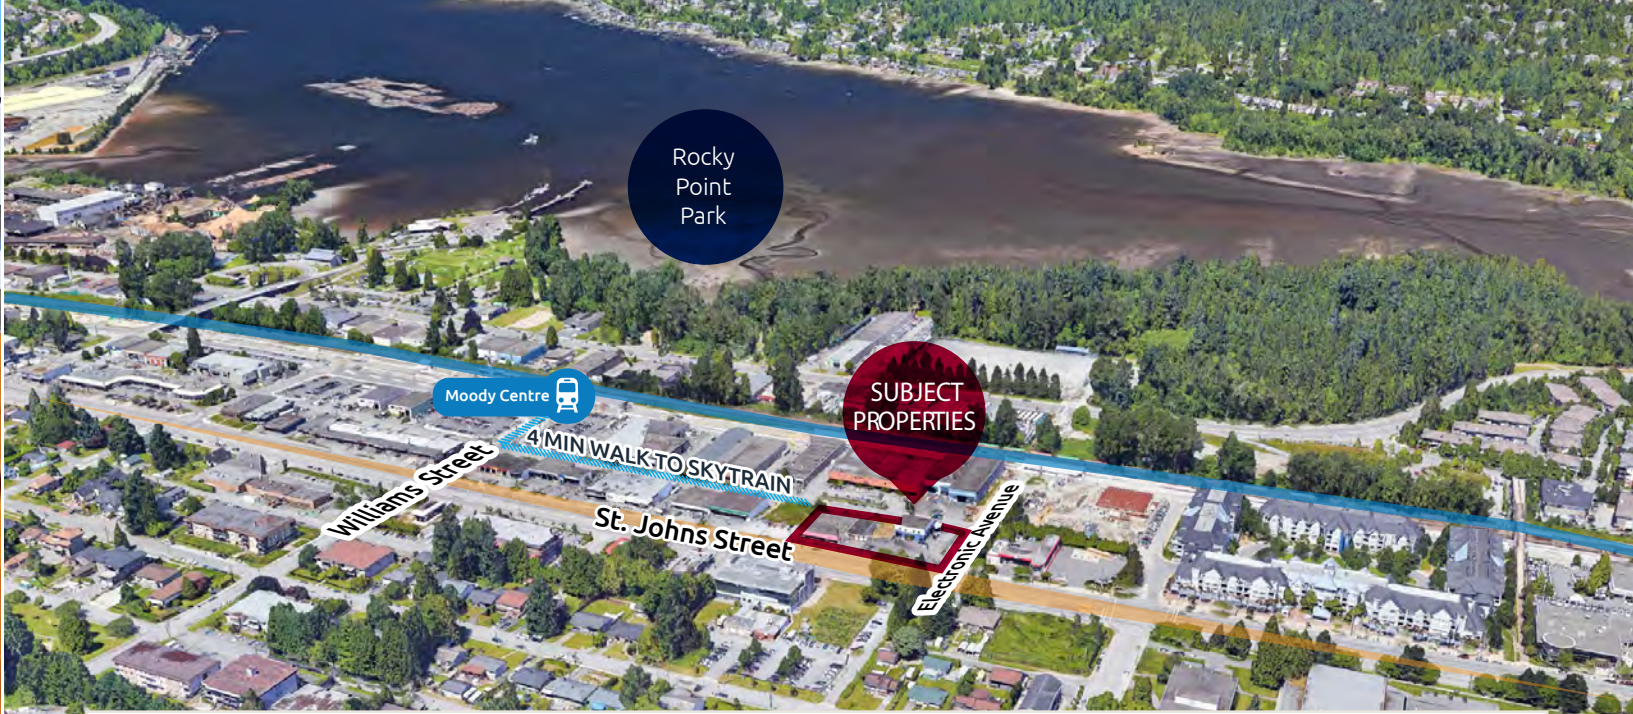 Rocky
Point
Park
SUBJECT
PROPERTIES
Moody Centre
4 MIN WALK TO SKYTRAIN
Williams Street
St. Johns Street
Electronic Avenue